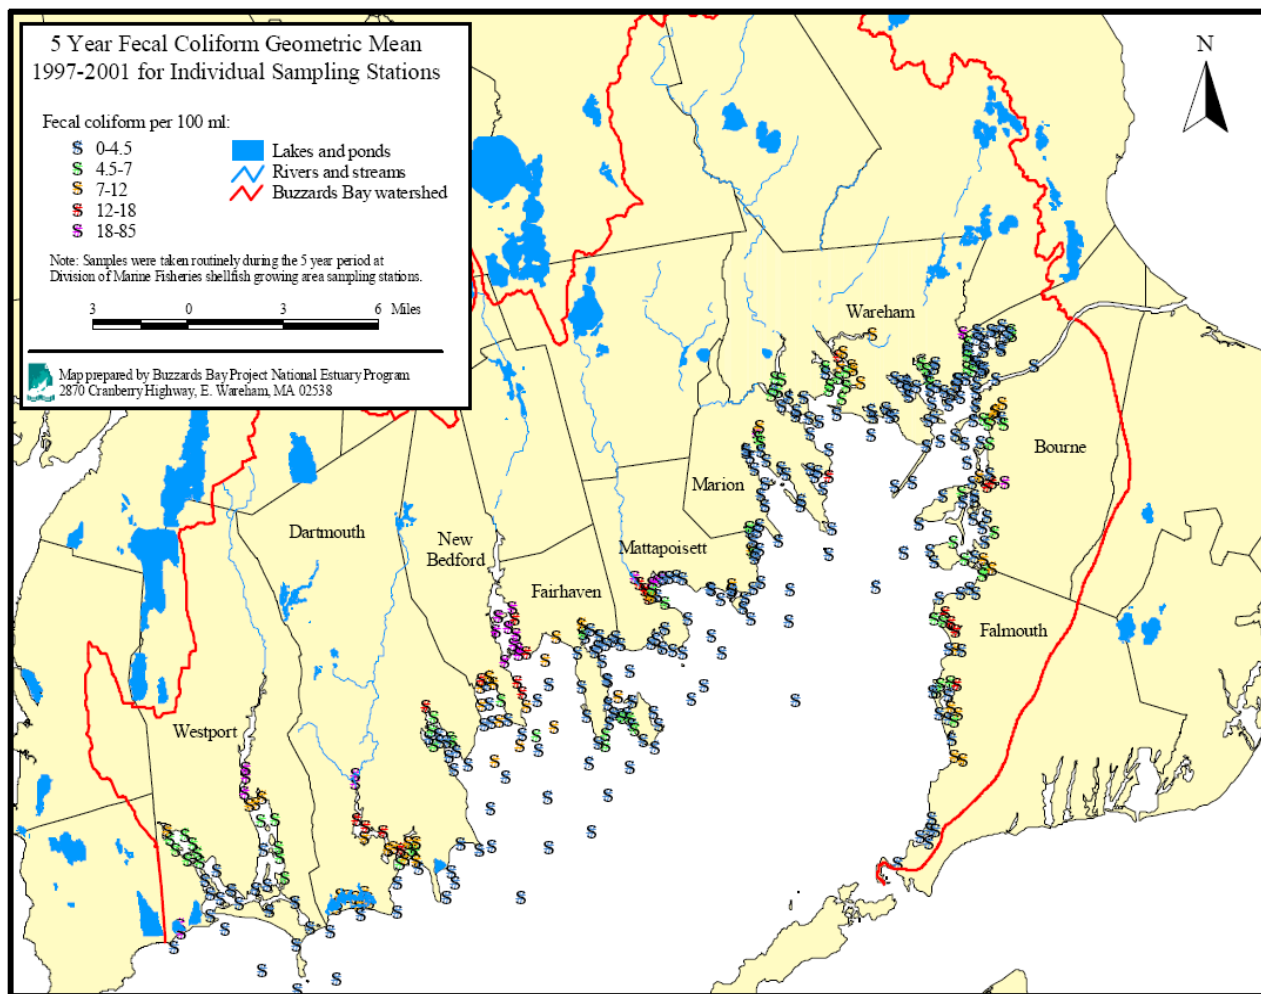 5 Year Fecal Coliform Geometric Mean
1997-2001 for Individual Sampling Stations
Fecal coliform per 100 ml:
S 0-4.5
S 4.5-7
S 7-12
S 12-18
S 18-85
Lakes and ponds
Rivers and streams
Buzzards Bay watershed
Note: Samples were taken routinely during the 5 year period at
Division of Marine Fisheries shellfish growing area sampling stations.
3 0 3 6 Miles
Map prepared by Buzzards Bay Project National Estuary Program
2870 Cranberry Highway, E. Wareham, MA 02538
N
Wareham
Bourne
Marion
Dartmouth
New
Bedford
Mattapoisett
Fairhaven
Falmouth
Westport